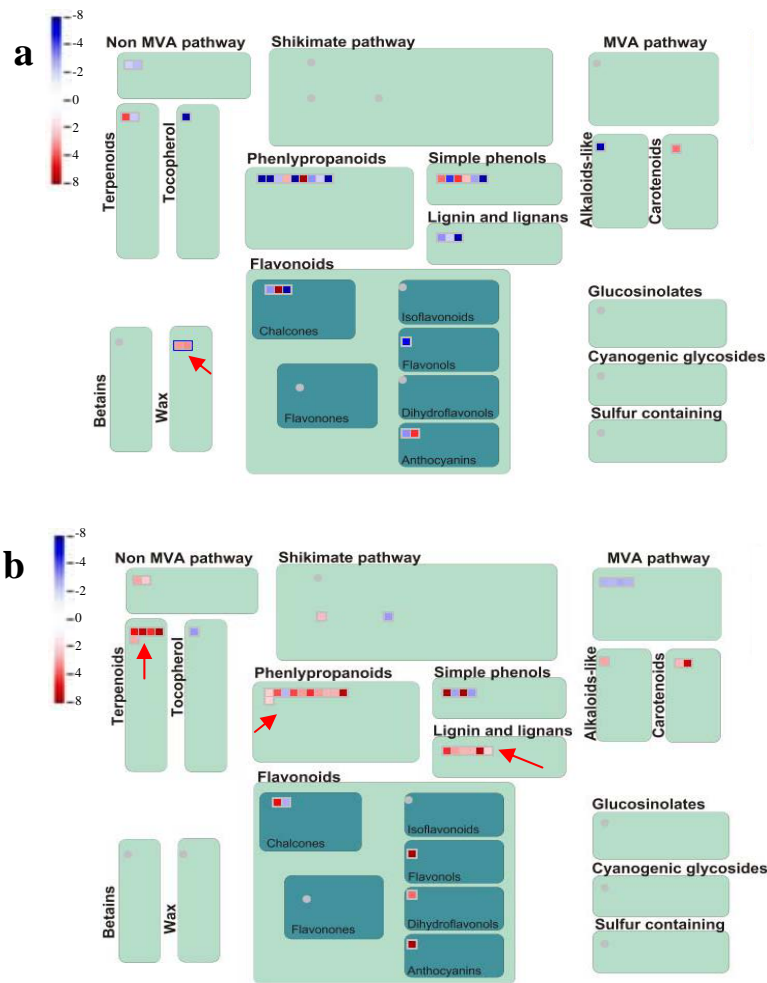 a
-8
-4
-2
0
2
4
8
Non MVA pathway
Shikimate pathway
MVA pathway
Terpenoids
Tocopherol
Phenlypropanoids
Simple phenols
Lignin and lignans
Alkaloids-like
Carotenoids
Flavonoids
Chalcones
Isoflavonoids
Flavonols
Flavonones
Dihydroflavonols
Anthocyanins
Betains
Wax
Glucosinolates
Cyanogenic glycosides
Sulfur containing
b
-8
-4
-2
0
2
4
8
Non MVA pathway
Shikimate pathway
MVA pathway
Terpenoids
Tocopherol
Phenlypropanoids
Simple phenols
Lignin and lignans
Alkaloids-like
Carotenoids
Flavonoids
Chalcones
Isoflavonoids
Flavonols
Flavonones
Dihydroflavonols
Anthocyanins
Betains
Wax
Glucosinolates
Cyanogenic glycosides
Sulfur containing